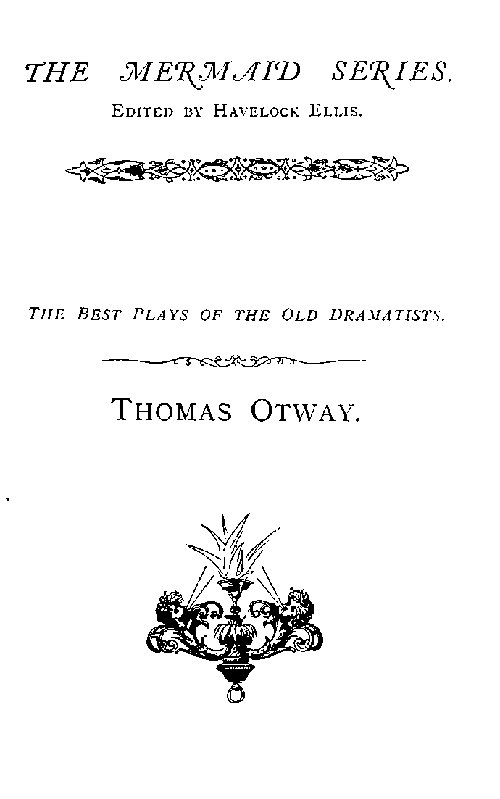 THE MERMAID SERIES.
EDITED BY HAVELOCK ELLIS.
THE BEST PLAYS OF THE OLD DRAMATISTS.
THOMAS OTWAY.